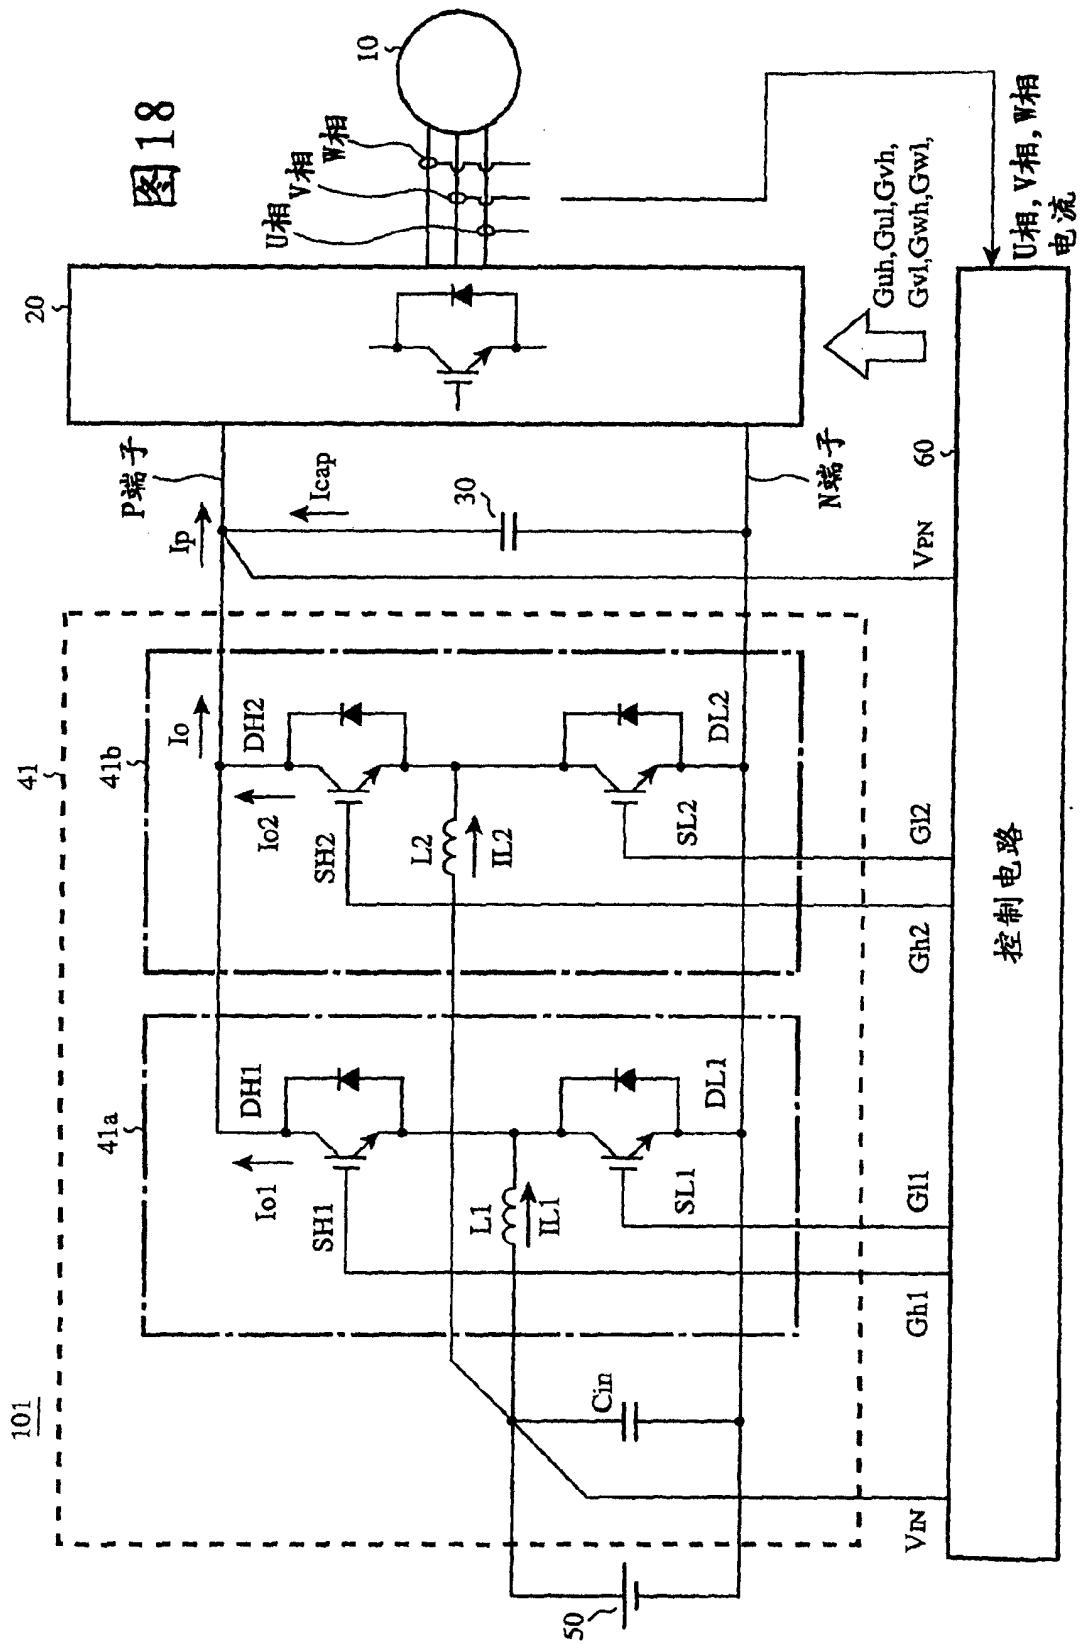 图18
101
41
41a
41b
20
10
U相
V相
W相
P端子
Ip
Icap
30
N端子
Io
Io1
DH1
SH1
L1
IL1
SL1
DL1
Io2
DH2
SH2
L2
IL2
SL2
DL2
Cin
50
VIN
Gh1
Gl1
Gh2
Gl2
VPN
60
Guh,Gul,Gvh,
Gvl,Gwh,Gwl,
U相,V相,W相
电流
控制电路